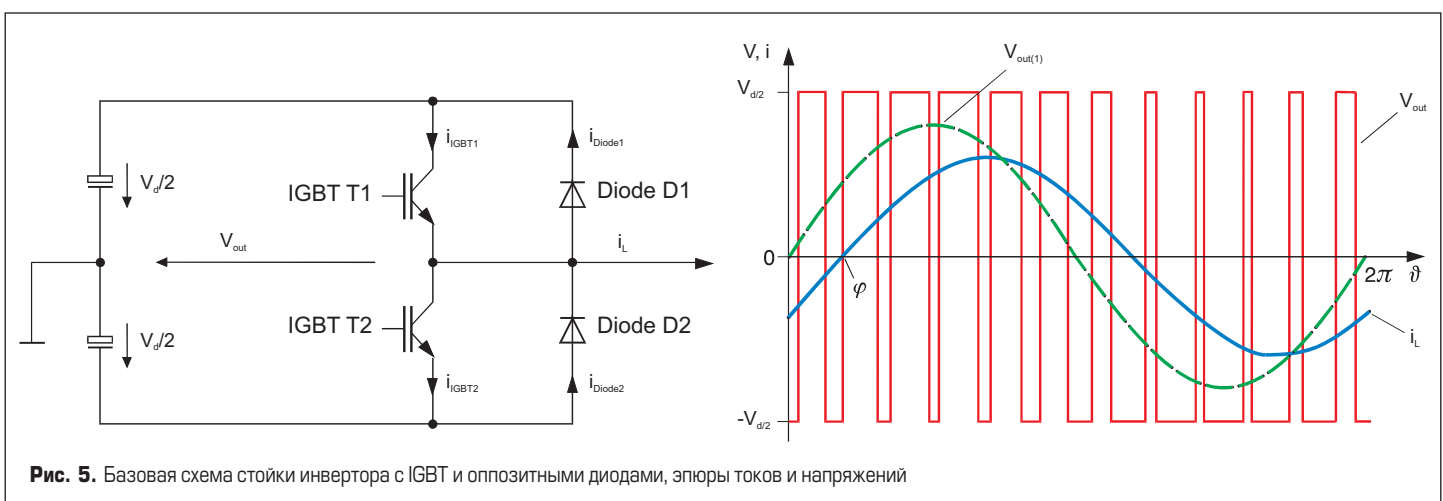 V_d/2
V_d/2
V_out
IGBT T1
IGBT T2
i_IGBT1
i_IGBT2
i_Diode1
Diode D1
i_L
Diode D2
i_Diode2
V, i
V_d/2
0
-V_d/2
V_out(1)
V_out
φ
2π ϑ
i_L
Рис. 5. Базовая схема стойки инвертора с IGBT и оппозитными диодами, эпюры токов и напряжений